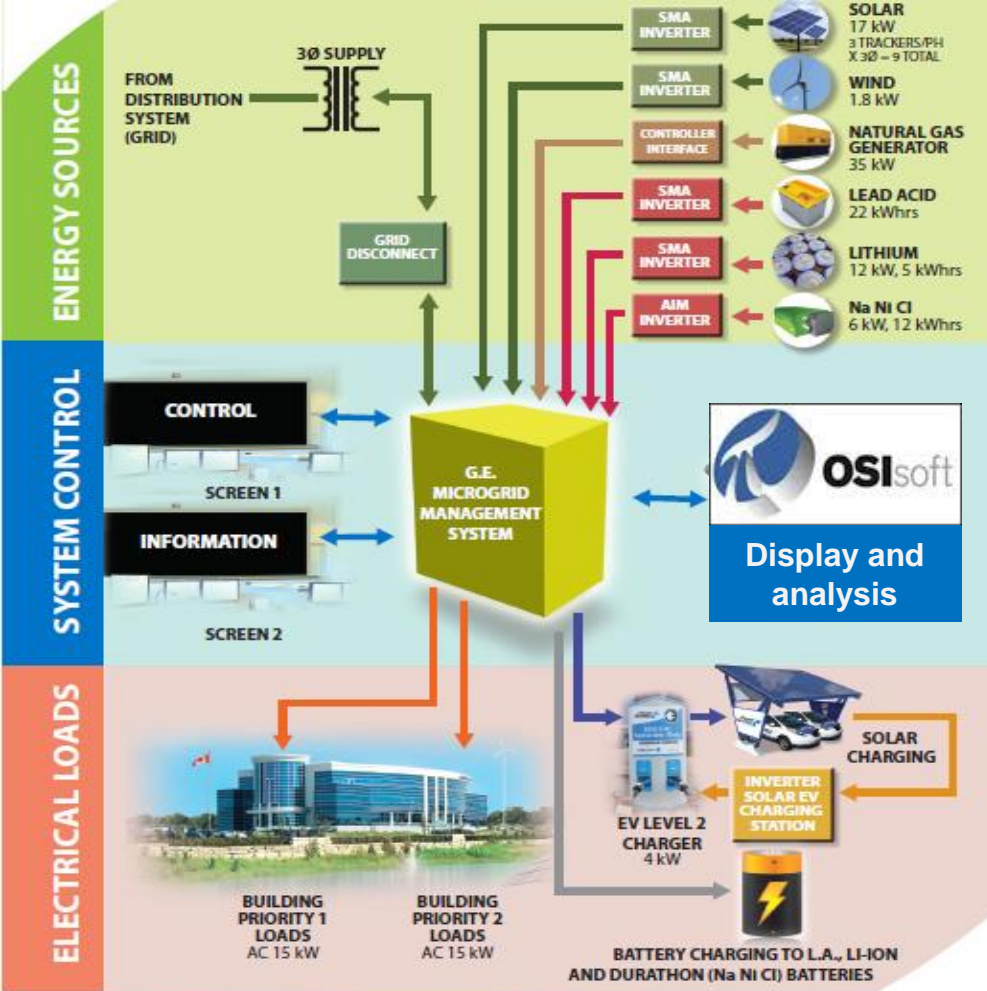 ENERGY SOURCES
FROM
DISTRIBUTION
SYSTEM
(GRID)
3Ø SUPPLY
GRID
DISCONNECT
SMA
INVERTER
SOLAR
17 kW
3 TRACKERS/PH
X 3Ø – 9 TOTAL
SMA
INVERTER
WIND
1.8 kW
CONTROLLER
INTERFACE
NATURAL GAS
GENERATOR
35 kW
SMA
INVERTER
LEAD ACID
22 kWhrs
SMA
INVERTER
LITHIUM
12 kW, 5 kWhrs
AIM
INVERTER
Na Ni Cl
6 kW, 12 kWhrs
SYSTEM CONTROL
CONTROL
SCREEN 1
INFORMATION
SCREEN 2
G.E.
MICROGRID
MANAGEMENT
SYSTEM
OSIsoft
Display and
analysis
ELECTRICAL LOADS
BUILDING
PRIORITY 1
LOADS
AC 15 kW
BUILDING
PRIORITY 2
LOADS
AC 15 kW
EV LEVEL 2
CHARGER
4 kW
SOLAR
CHARGING
INVERTER
SOLAR EV
CHARGING
STATION
BATTERY CHARGING TO L.A., LI-ION
AND DURATHON (Na Ni Cl) BATTERIES